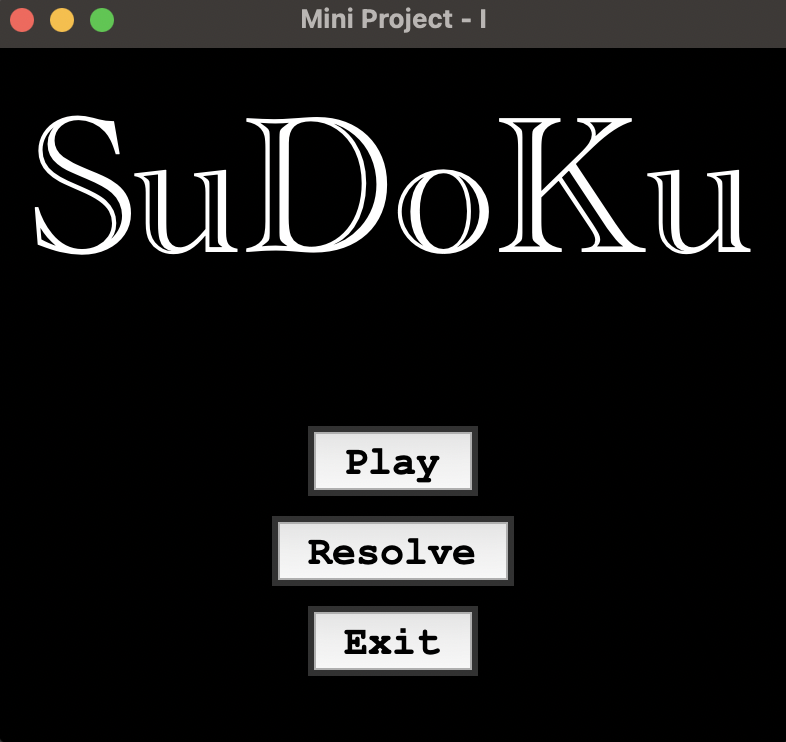 Mini Project - I
SuDoKu
Play
Resolve
Exit